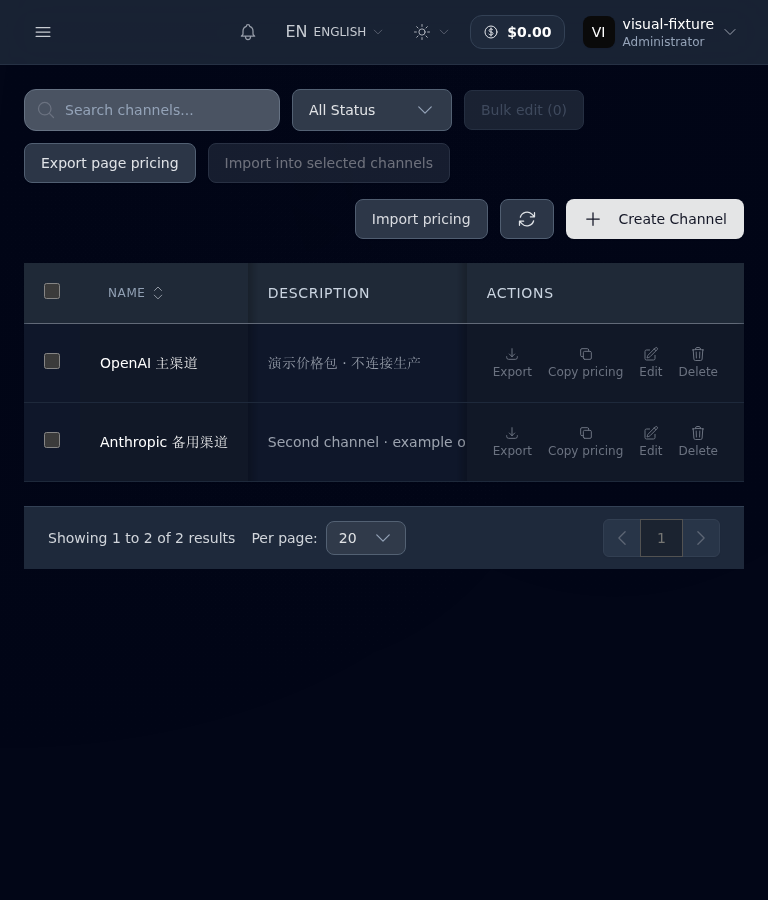 EN ENGLISH
$0.00
VI
visual-fixture
Administrator
Search channels...
All Status
Bulk edit (0)
Export page pricing
Import into selected channels
Import pricing
Create Channel
NAME
DESCRIPTION
ACTIONS
OpenAI 主渠道
演示价格包 · 不连接生产
Export
Copy pricing
Edit
Delete
Anthropic 备用渠道
Second channel · example o
Export
Copy pricing
Edit
Delete
Showing 1 to 2 of 2 results
Per page:
20
1